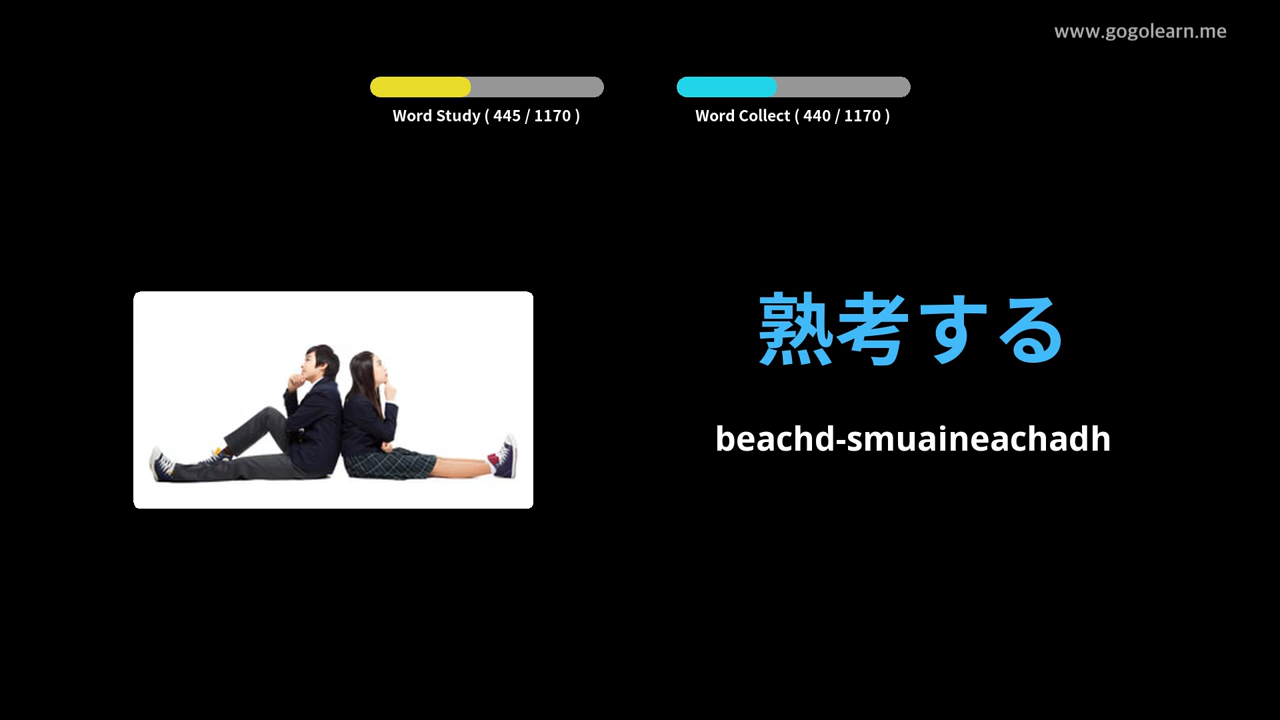 www.gogolearn.me
Word Study ( 445 / 1170 )
Word Collect ( 440 / 1170 )
熟考する
beachd-smuaineachadh